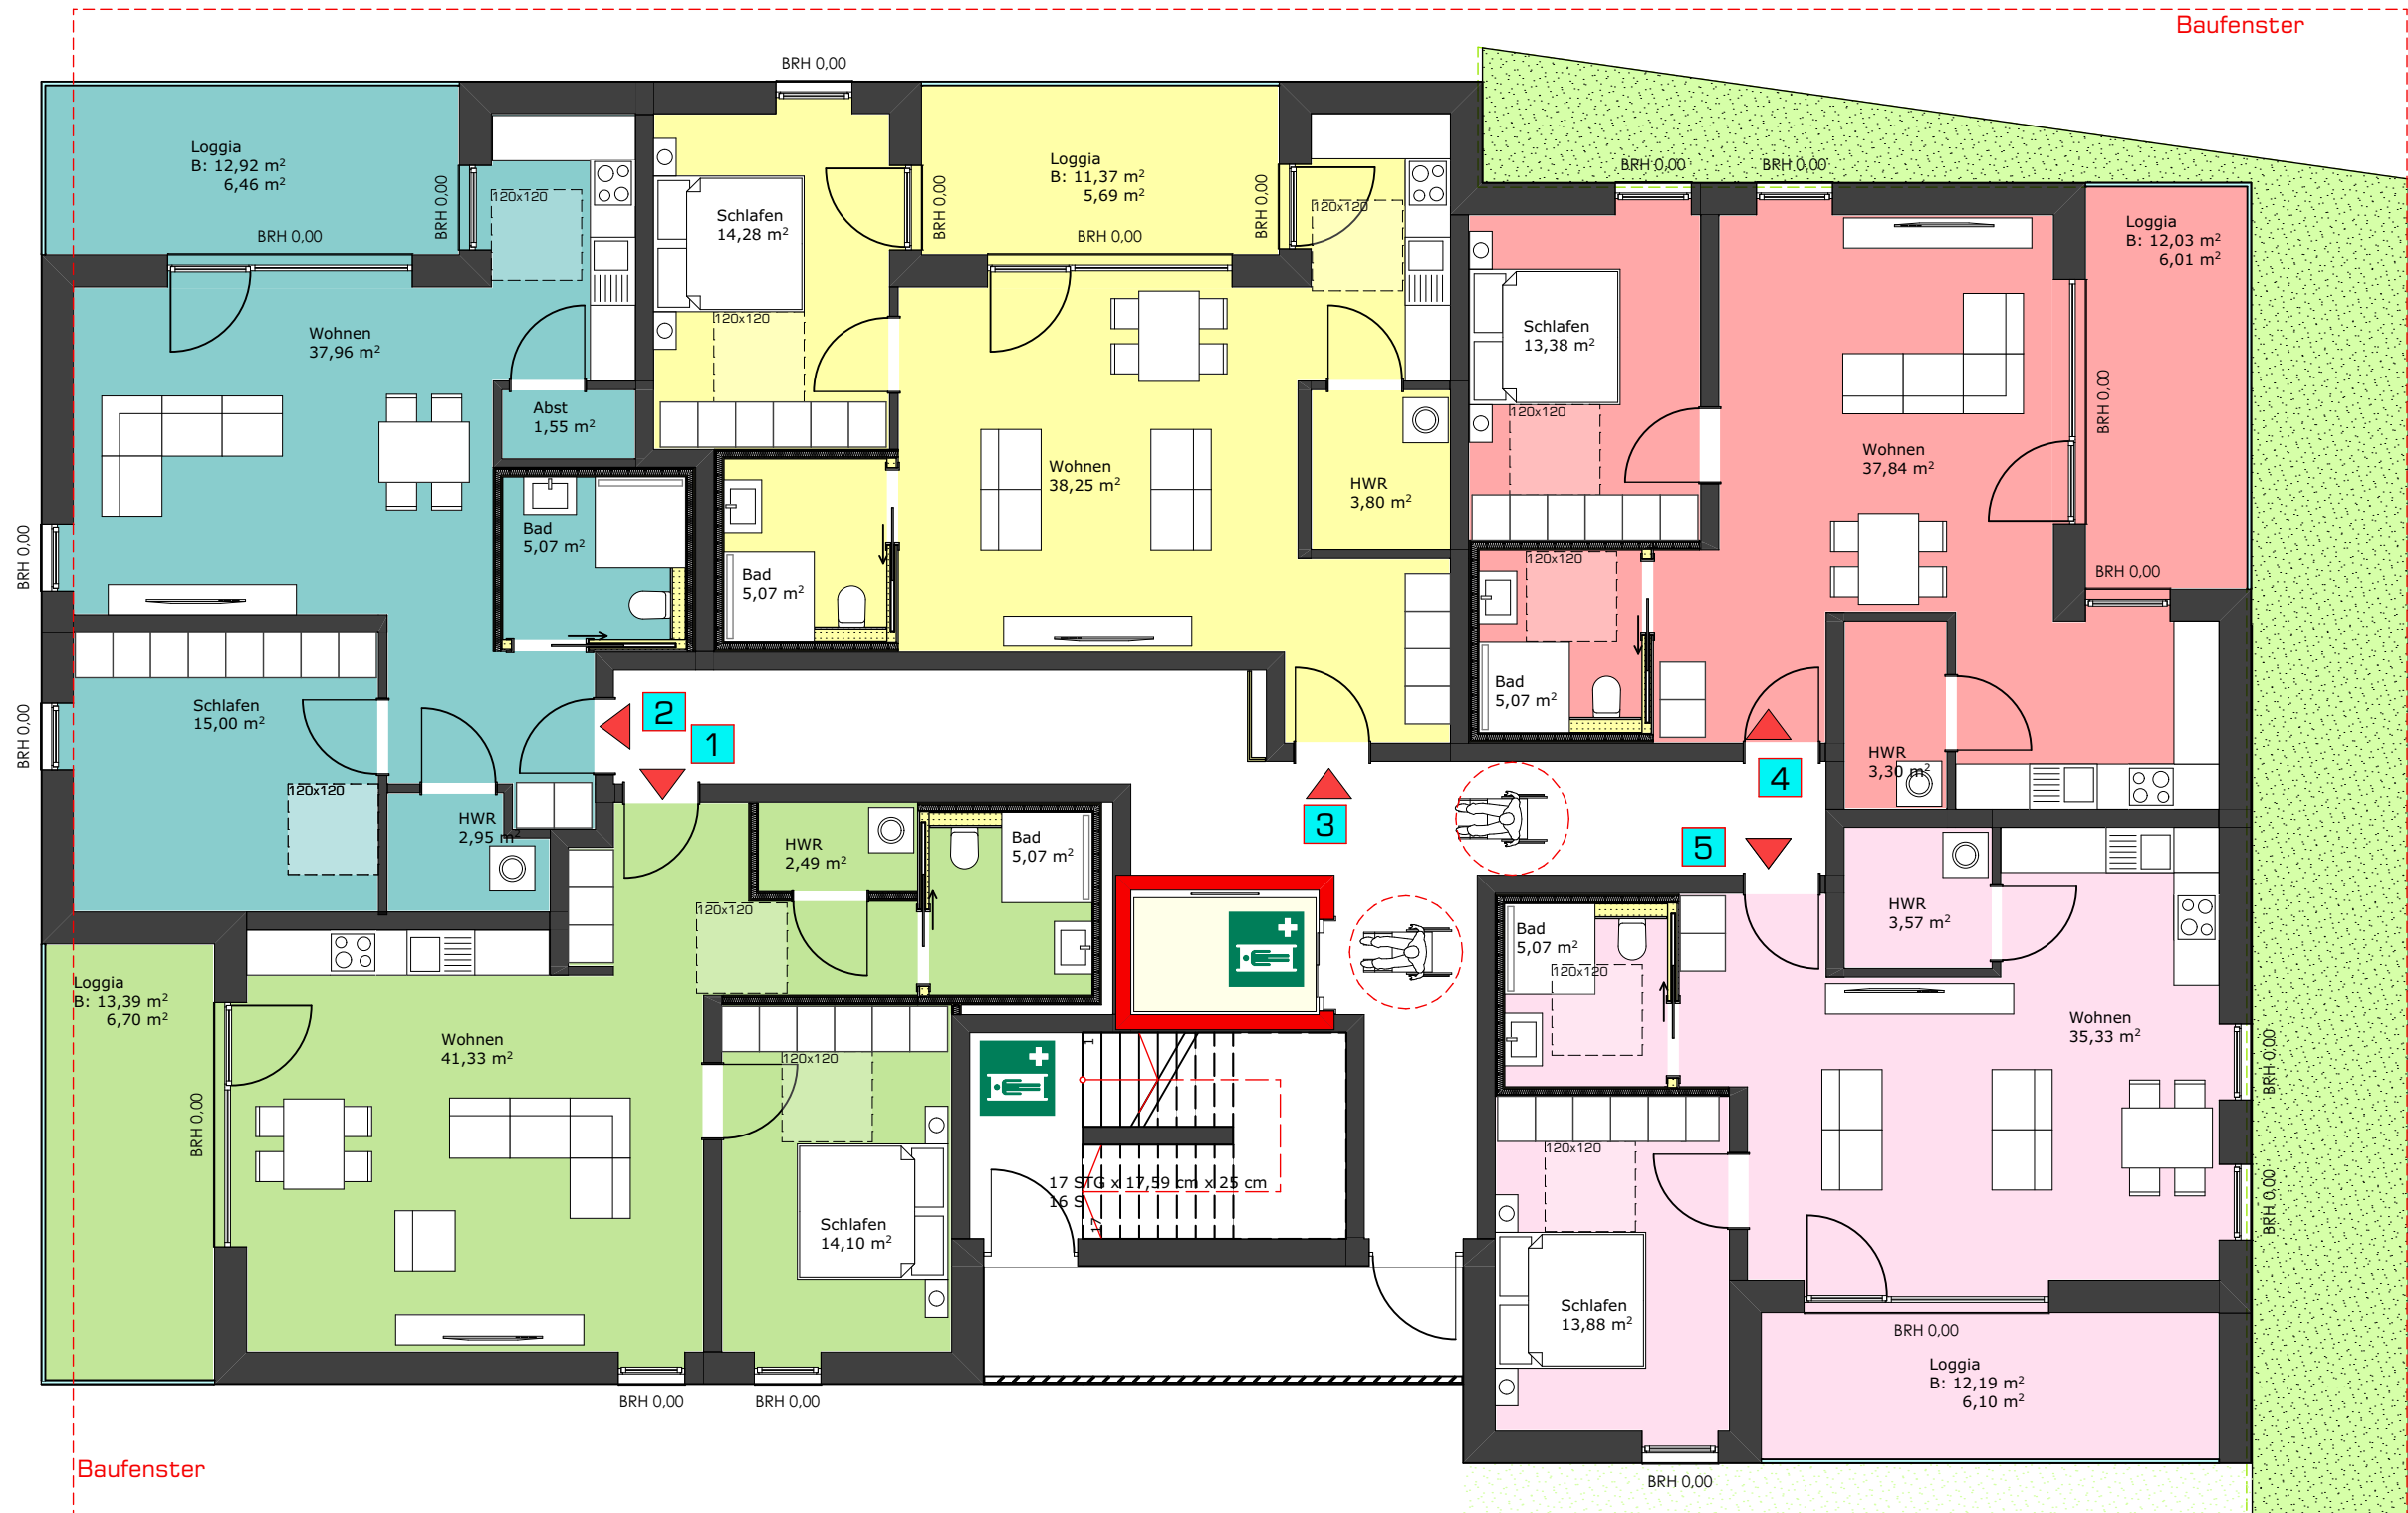 Baufenster
BRH 0,00
Loggia
B: 12,92 m²
6,46 m²
BRH 0,00
BRH 0,00
120x120
Wohnen
37,96 m²
Abst
1,55 m²
Bad
5,07 m²
BRH 0,00
Schlafen
15,00 m²
BRH 0,00
120x120
HWR
2,95 m²
2
1
Schlafen
14,28 m²
120x120
BRH 0,00
Loggia
B: 11,37 m²
5,69 m²
BRH 0,00
BRH 0,00
120x120
Wohnen
38,25 m²
HWR
3,80 m²
Bad
5,07 m²
3
BRH 0,00
BRH 0,00
Loggia
B: 12,03 m²
6,01 m²
Schlafen
13,38 m²
120x120
BRH 0,00
Wohnen
37,84 m²
120x120
BRH 0,00
Bad
5,07 m²
HWR
3,30 m²
4
5
HWR
2,49 m²
Bad
5,07 m²
120x120
Loggia
B: 13,39 m²
6,70 m²
Wohnen
41,33 m²
BRH 0,00
120x120
Schlafen
14,10 m²
BRH 0,00
BRH 0,00
1
17 STG x 17,59 cm x 25 cm
16 S
17
HWR
3,57 m²
Bad
5,07 m²
120x120
Wohnen
35,33 m²
BRH 0,00
120x120
BRH 0,00
Schlafen
13,88 m²
BRH 0,00
Loggia
B: 12,19 m²
6,10 m²
BRH 0,00
Baufenster